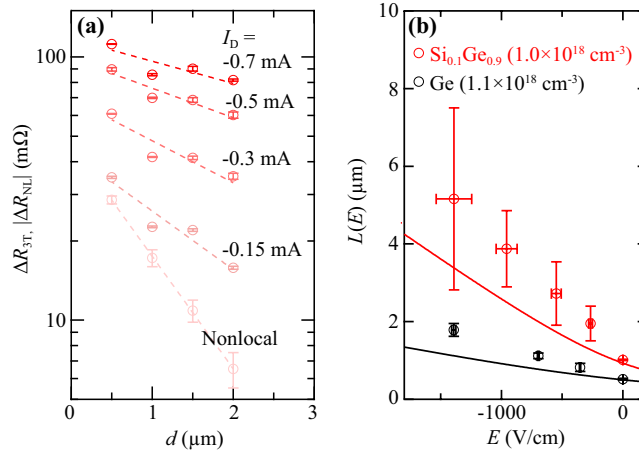 (a)
I_D =
-0.7 mA
-0.5 mA
-0.3 mA
-0.15 mA
Nonlocal
100
10
ΔR_3T, |ΔR_NL| (mΩ)
0 1 2 3
d (μm)
(b)
Si_0.1Ge_0.9 (1.0×10^18 cm^-3)
Ge (1.1×10^18 cm^-3)
10
8
6
4
2
0
L(E) (μm)
-1000 0
E (V/cm)